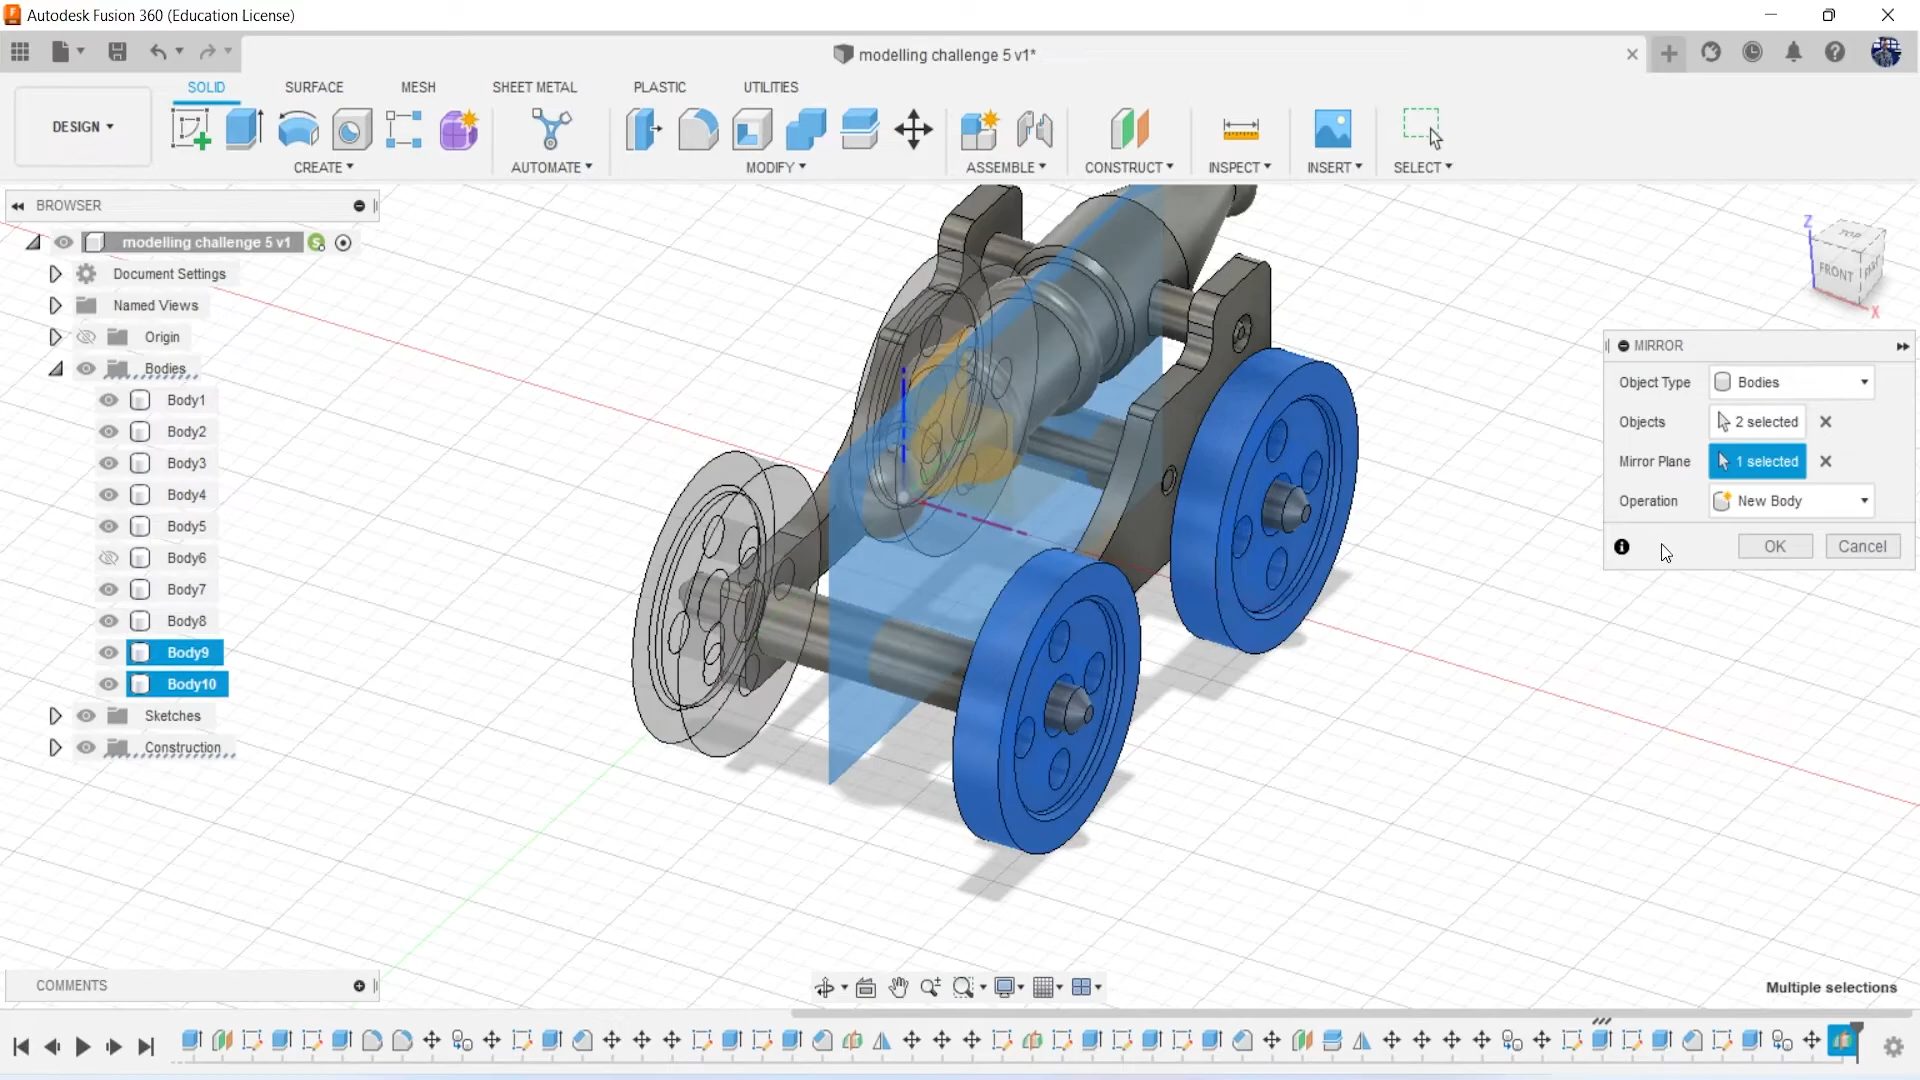 Autodesk Fusion 360 (Education License)
modelling challenge 5 v1*
SOLID SURFACE MESH SHEET METAL PLASTIC UTILITIES
DESIGN
CREATE AUTOMATE MODIFY ASSEMBLE CONSTRUCT INSPECT INSERT SELECT
BROWSER
modelling challenge 5 v1
Document Settings
Named Views
Origin
Bodies
Body1
Body2
Body3
Body4
Body5
Body6
Body7
Body8
Body9
Body10
Sketches
Construction
Z
TOP
FRONT
X
MIRROR
Object Type Bodies
Objects 2 selected
Mirror Plane 1 selected
Operation New Body
OK Cancel
COMMENTS
Multiple selections